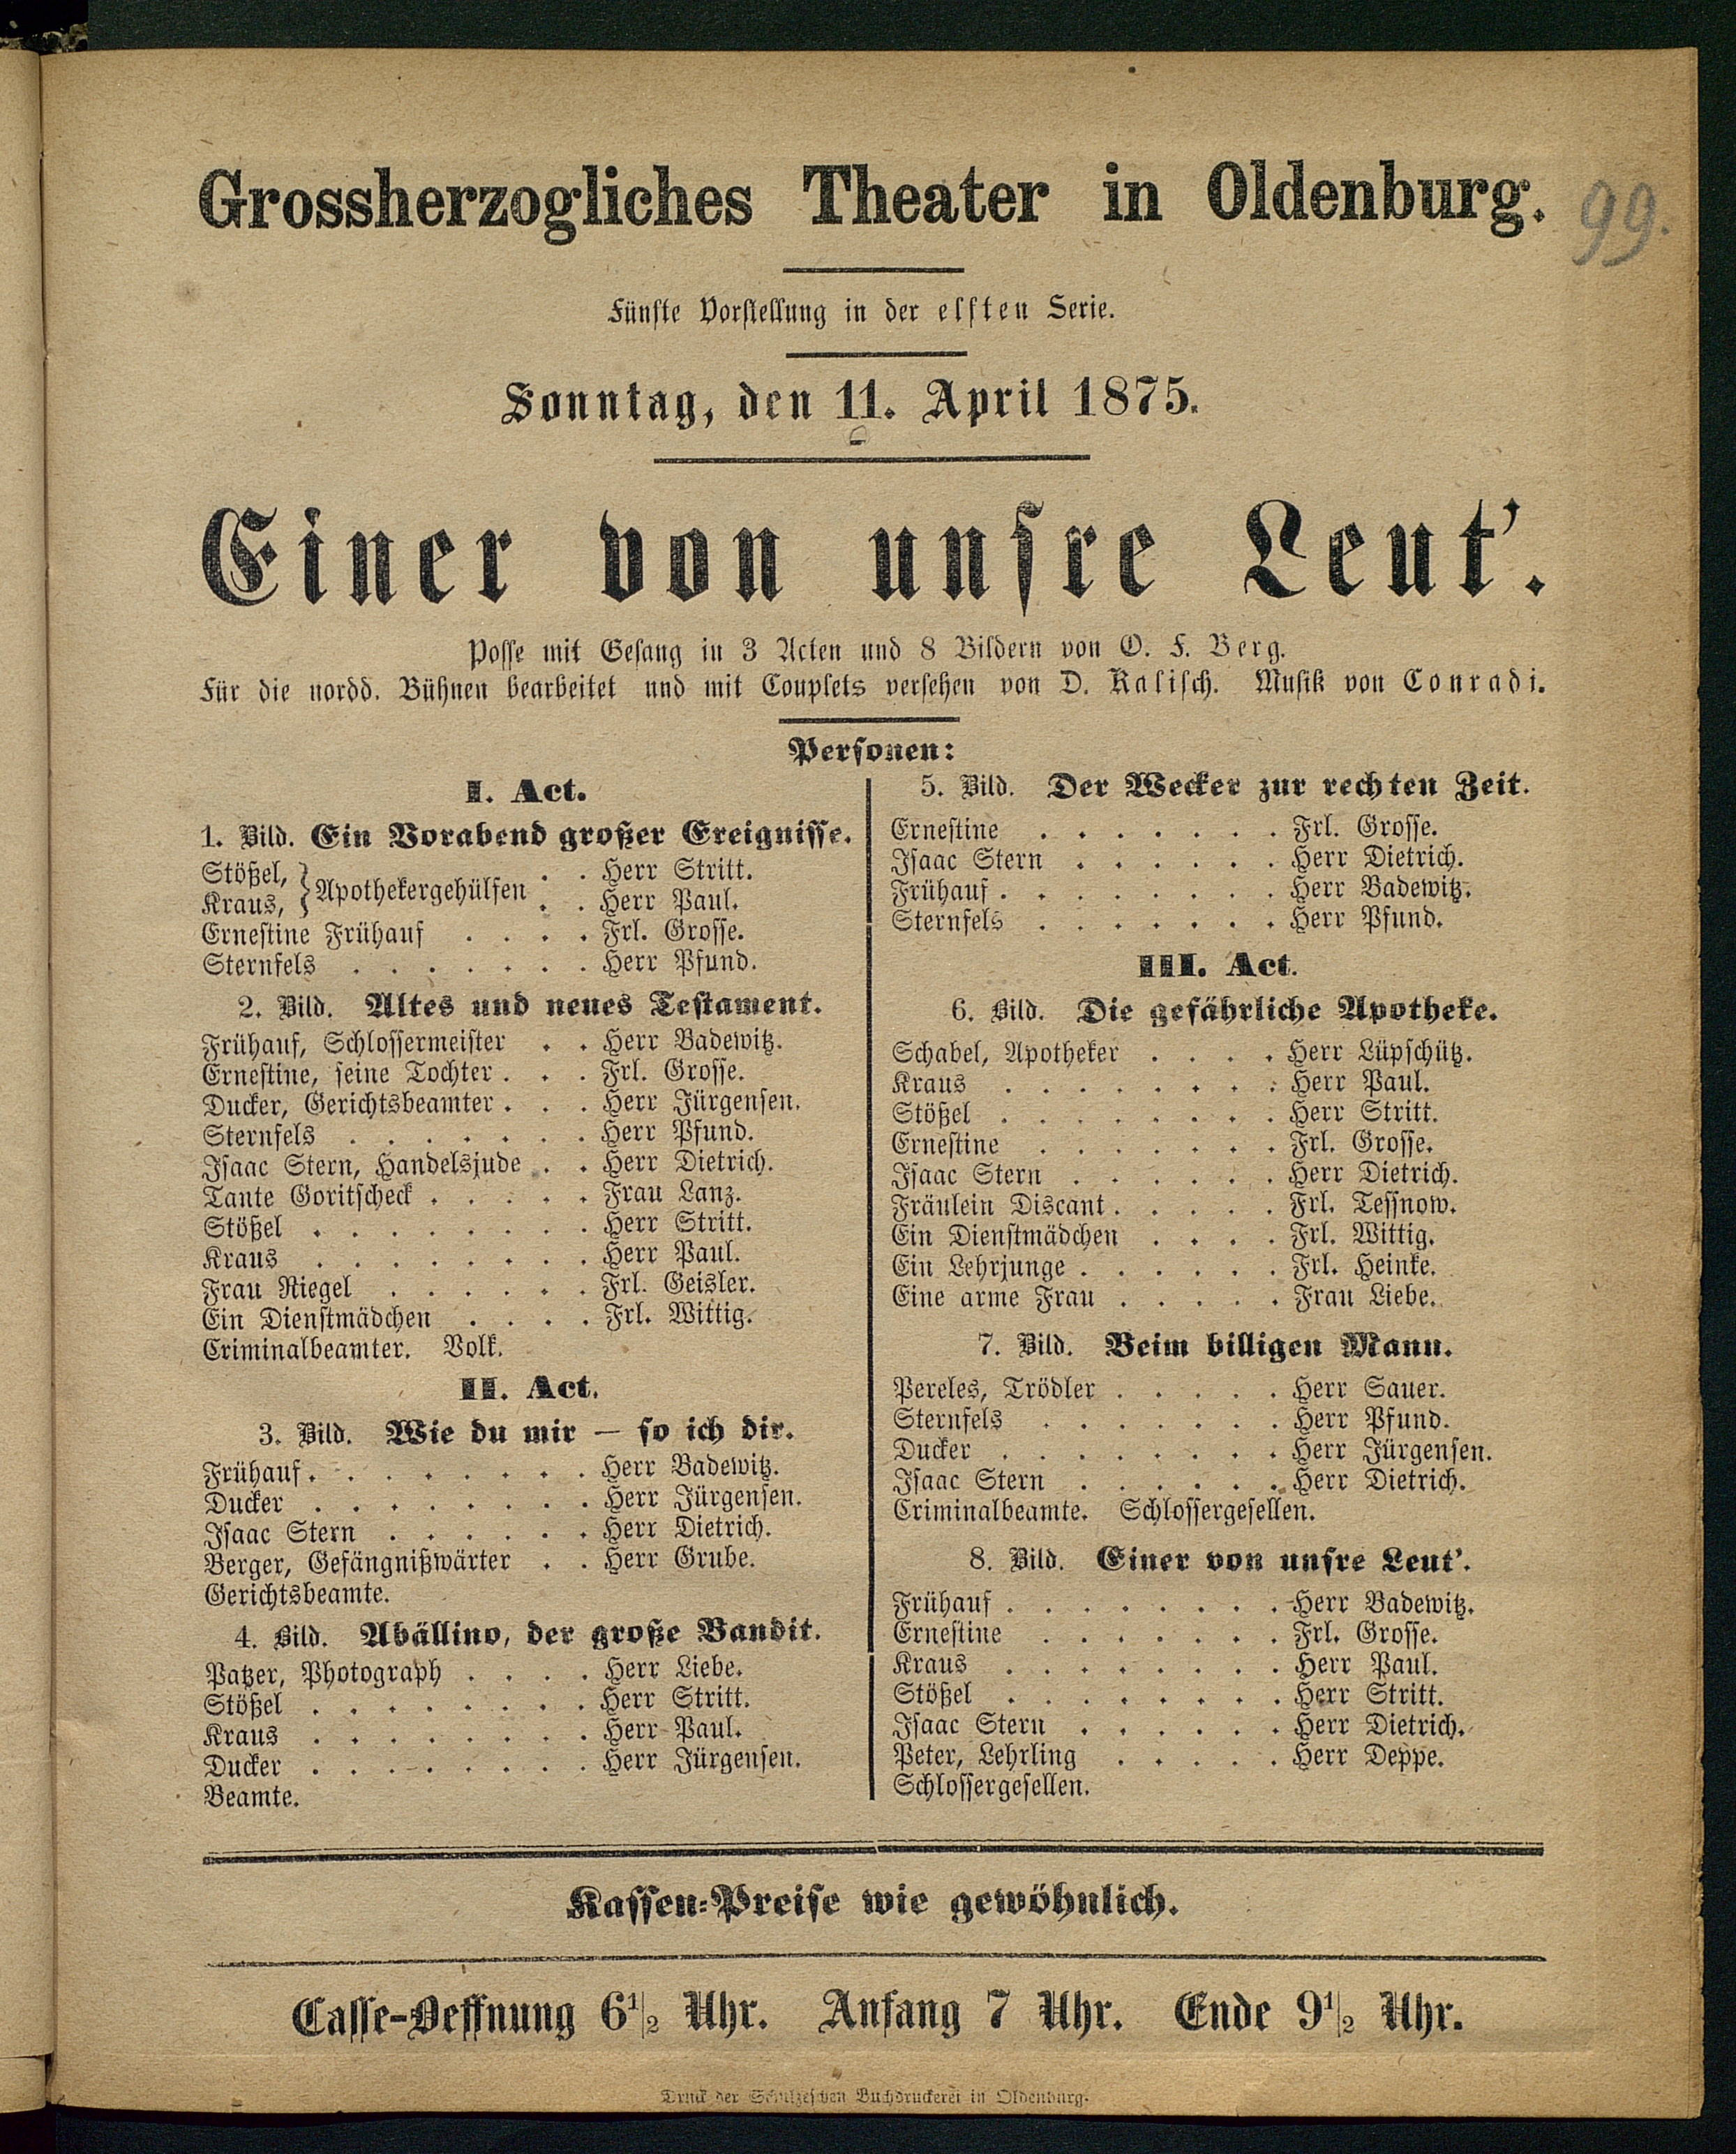 Grossherzogliches Theater in Oldenburg.
99.
Fünfte Vorstellung in der elften Serie.
Sonntag, den 11. April 1875.
Einer von unsre Leut'.
Posse mit Gesang in 3 Acten und 8 Bildern von O. F. Berg.
Für die nordd. Bühnen bearbeitet und mit Couplets versehen von D. Kalisch. Musik von Conradi.
Personen:
I. Act.
1. Bild. Ein Vorabend großer Ereignisse.
Stößel, } Apothekergehülfen . . Herr Stritt.
Kraus, } . . Herr Paul.
Ernestine Frühauf . . . . Frl. Grosse.
Sternfels . . . . . . . Herr Pfund.
2. Bild. Altes und neues Testament.
Frühauf, Schlossermeister . . Herr Badewitz.
Ernestine, seine Tochter . . . Frl. Grosse.
Ducker, Gerichtsbeamter . . . Herr Jürgensen.
Sternfels . . . . . . . Herr Pfund.
Isaac Stern, Handelsjude . . Herr Dietrich.
Tante Goritscheck . . . . . Frau Lanz.
Stößel . . . . . . . . Herr Stritt.
Kraus . . . . . . . . Herr Paul.
Frau Riegel . . . . . . Frl. Geisler.
Ein Dienstmädchen . . . . Frl. Wittig.
Criminalbeamter. Volk.
II. Act.
3. Bild. Wie du mir — so ich dir.
Frühauf . . . . . . . . Herr Badewitz.
Ducker . . . . . . . . Herr Jürgensen.
Isaac Stern . . . . . . Herr Dietrich.
Berger, Gefängnißwärter . . Herr Grube.
Gerichtsbeamte.
4. Bild. Abällino, der große Bandit.
Patzer, Photograph . . . . Herr Liebe.
Stößel . . . . . . . . Herr Stritt.
Kraus . . . . . . . . Herr Paul.
Ducker . . . . . . . . Herr Jürgensen.
Beamte.
5. Bild. Der Wecker zur rechten Zeit.
Ernestine . . . . . . . Frl. Grosse.
Isaac Stern . . . . . . Herr Dietrich.
Frühauf . . . . . . . . Herr Badewitz.
Sternfels . . . . . . . Herr Pfund.
III. Act.
6. Bild. Die gefährliche Apotheke.
Schabel, Apotheker . . . . Herr Lüpschütz.
Kraus . . . . . . . . Herr Paul.
Stößel . . . . . . . . Herr Stritt.
Ernestine . . . . . . . Frl. Grosse.
Isaac Stern . . . . . . Herr Dietrich.
Fräulein Discant . . . . . Frl. Tessnow.
Ein Dienstmädchen . . . . Frl. Wittig.
Ein Lehrjunge . . . . . . Frl. Heinke.
Eine arme Frau . . . . . Frau Liebe.
7. Bild. Beim billigen Mann.
Pereles, Trödler . . . . . Herr Sauer.
Sternfels . . . . . . . Herr Pfund.
Ducker . . . . . . . . Herr Jürgensen.
Isaac Stern . . . . . . Herr Dietrich.
Criminalbeamte. Schlossergesellen.
8. Bild. Einer von unsre Leut'.
Frühauf . . . . . . . . Herr Badewitz.
Ernestine . . . . . . . Frl. Grosse.
Kraus . . . . . . . . Herr Paul.
Stößel . . . . . . . . Herr Stritt.
Isaac Stern . . . . . . Herr Dietrich.
Peter, Lehrling . . . . . Herr Deppe.
Schlossergesellen.
Kassen-Preise wie gewöhnlich.
Casse-Oeffnung 6½ Uhr. Anfang 7 Uhr. Ende 9½ Uhr.
Druck der Schulzeschen Buchdruckerei in Oldenburg.